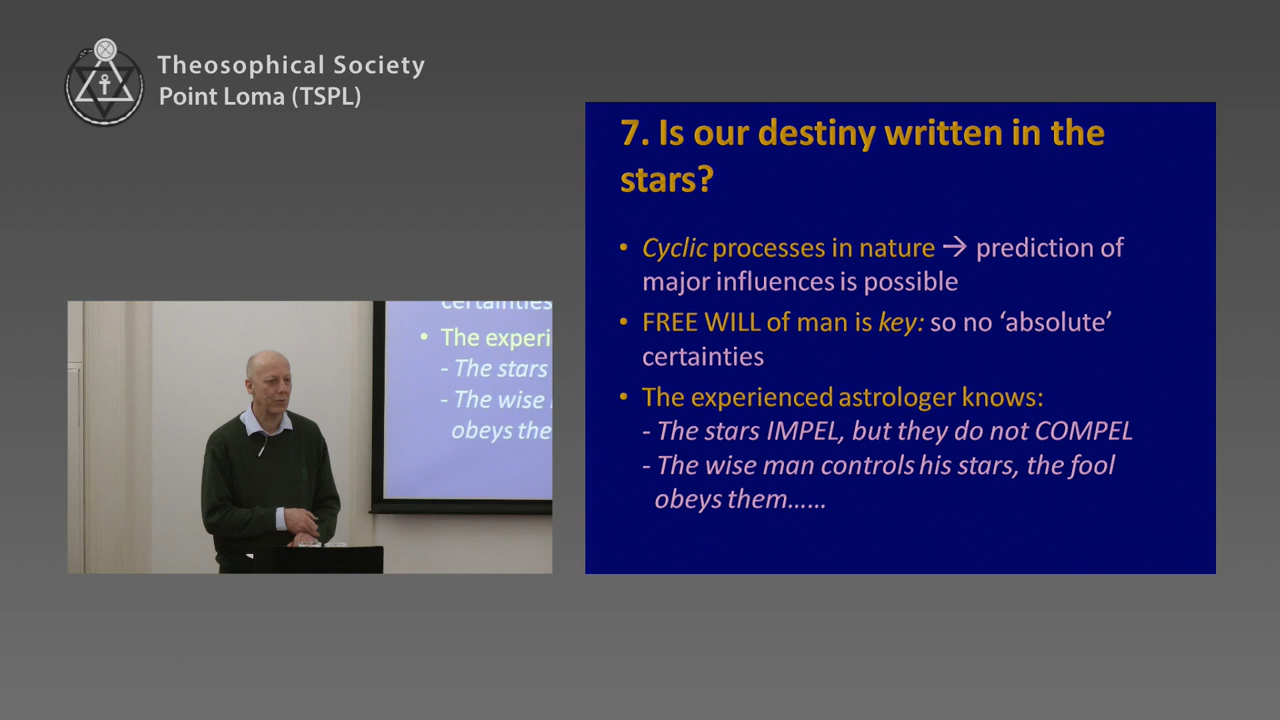 Theosophical Society
Point Loma (TSPL)
7. Is our destiny written in the
stars?
• Cyclic processes in nature → prediction of
major influences is possible
• FREE WILL of man is key: so no ‘absolute’
certainties
• The experienced astrologer knows:
- The stars IMPEL, but they do not COMPEL
- The wise man controls his stars, the fool
obeys them……
certainties
• The experi
- The stars
- The wise
obeys the